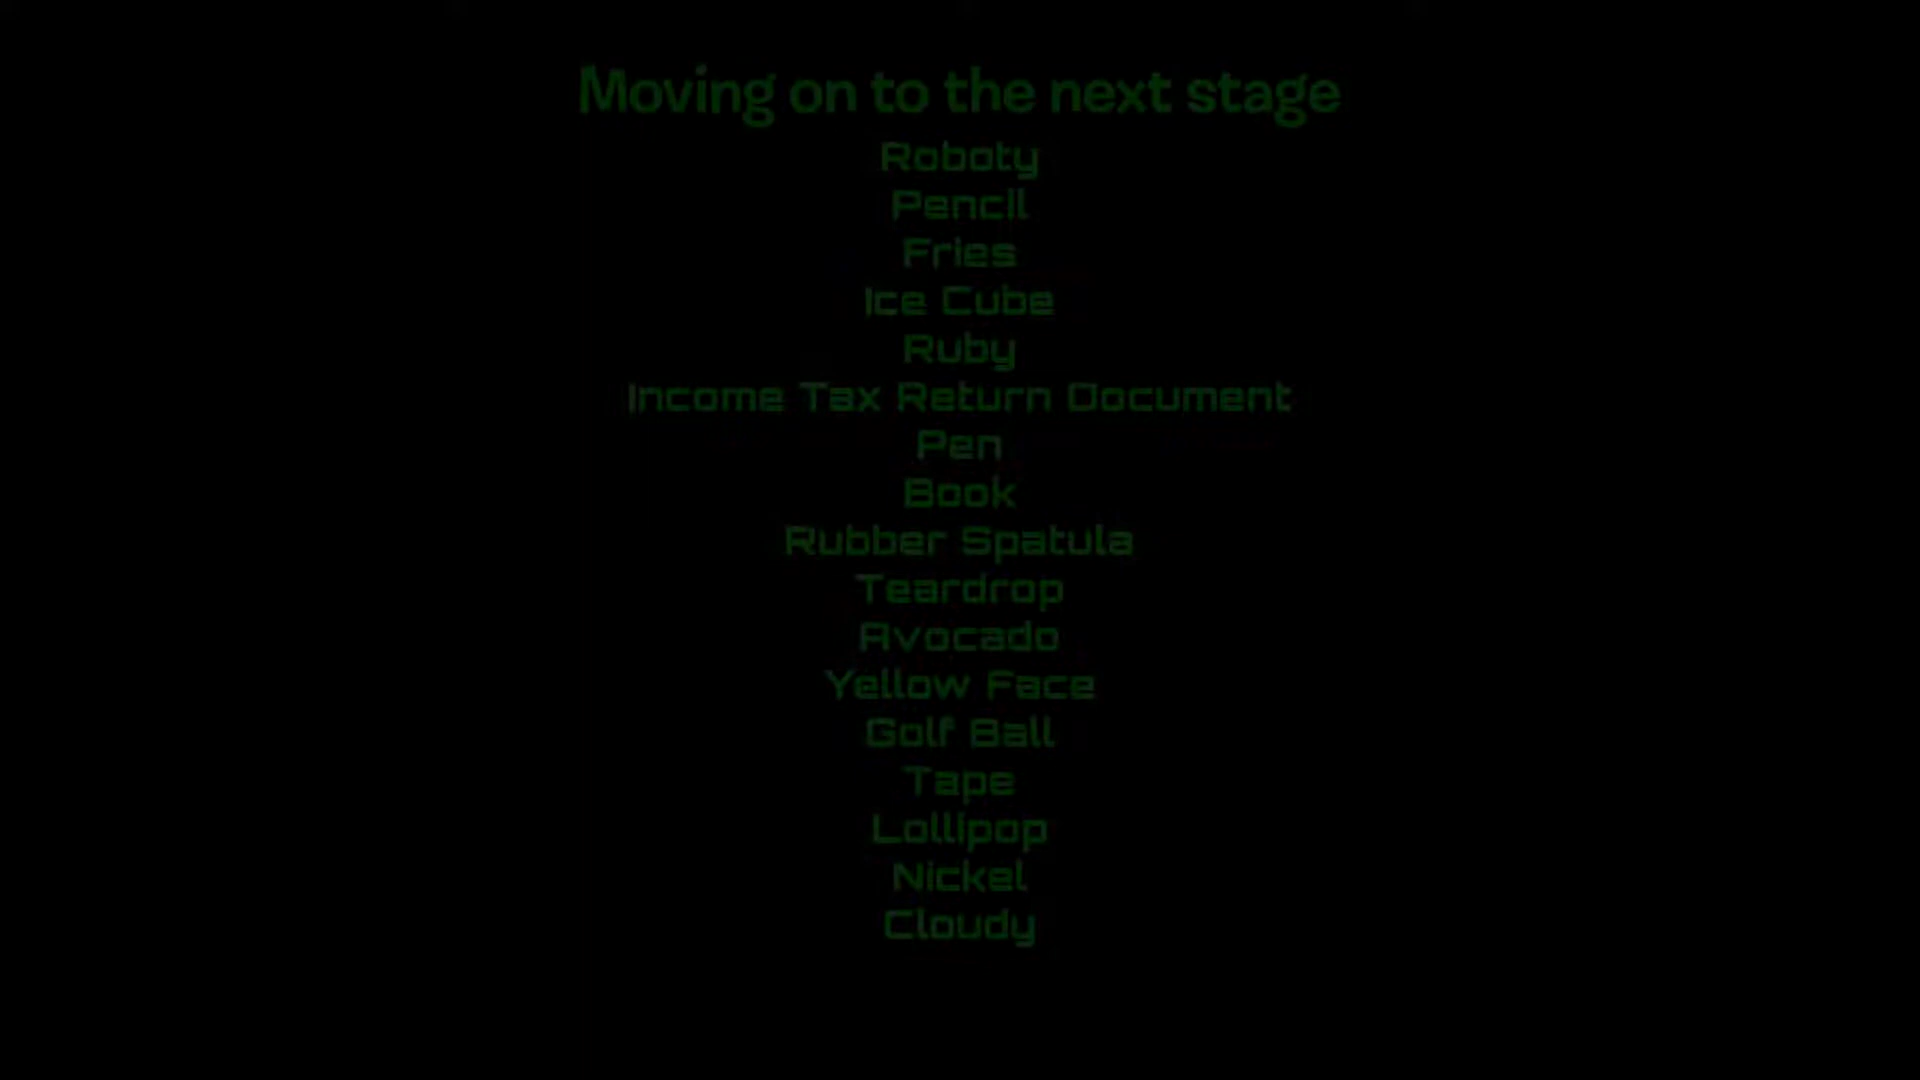 Moving on to the next stage
Roboty
Pencil
Fries
Ice Cube
Ruby
Income Tax Return Document
Pen
Book
Rubber Spatula
Teardrop
Avocado
Yellow Face
Golf Ball
Tape
Lollipop
Nickel
Cloudy